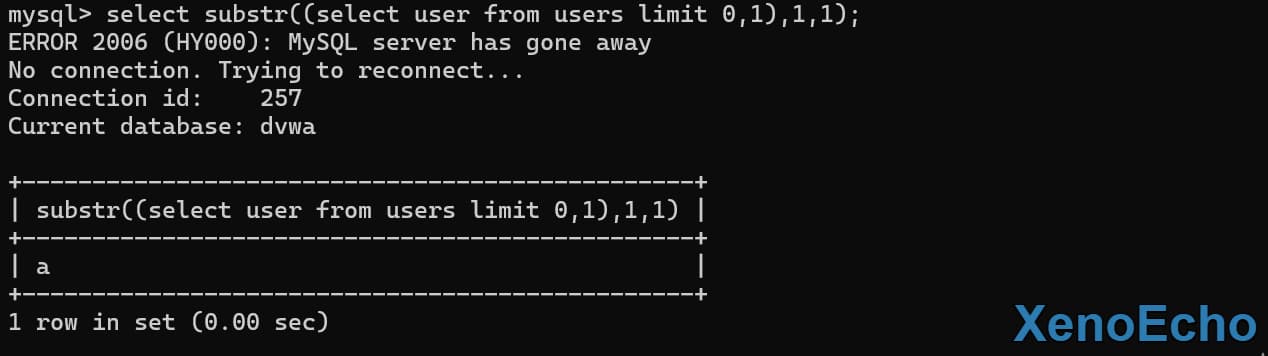 mysql> select substr((select user from users limit 0,1),1,1);
ERROR 2006 (HY000): MySQL server has gone away
No connection. Trying to reconnect...
Connection id:    257
Current database: dvwa
+-----------------------------------------------+
| substr((select user from users limit 0,1),1,1) |
+-----------------------------------------------+
| a                                              |
+-----------------------------------------------+
1 row in set (0.00 sec)
XenoEcho